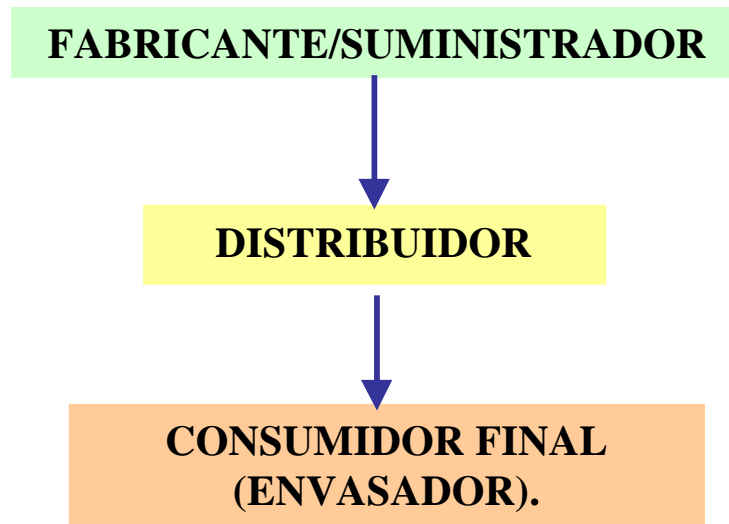 FABRICANTE/SUMINISTRADOR
DISTRIBUIDOR
CONSUMIDOR FINAL
(ENVASADOR).